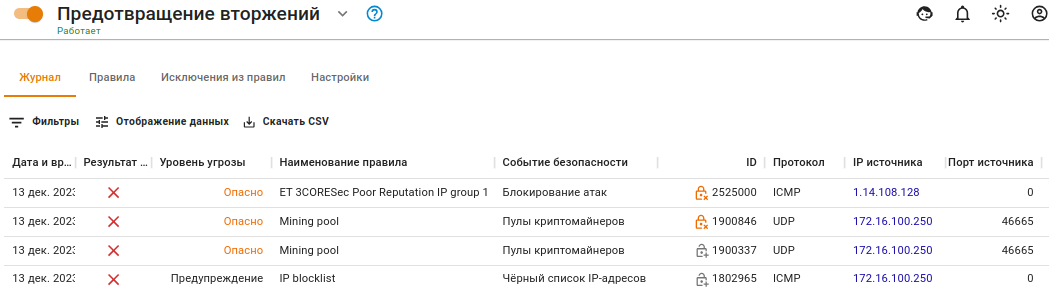 Предотвращение вторжений
Работает
Журнал Правила Исключения из правил Настройки
Фильтры Отображение данных Скачать CSV
Дата и вр... Результат ... Уровень угрозы Наименование правила Событие безопасности ID Протокол IP источника Порт источника
13 дек. 2023 Опасно ET 3CORESec Poor Reputation IP group 1 Блокирование атак 2525000 ICMP 1.14.108.128 0
13 дек. 2023 Опасно Mining pool Пулы криптомайнеров 1900846 UDP 172.16.100.250 46665
13 дек. 2023 Опасно Mining pool Пулы криптомайнеров 1900337 UDP 172.16.100.250 46665
13 дек. 2023 Предупреждение IP blocklist Чёрный список IP-адресов 1802965 ICMP 172.16.100.250 0